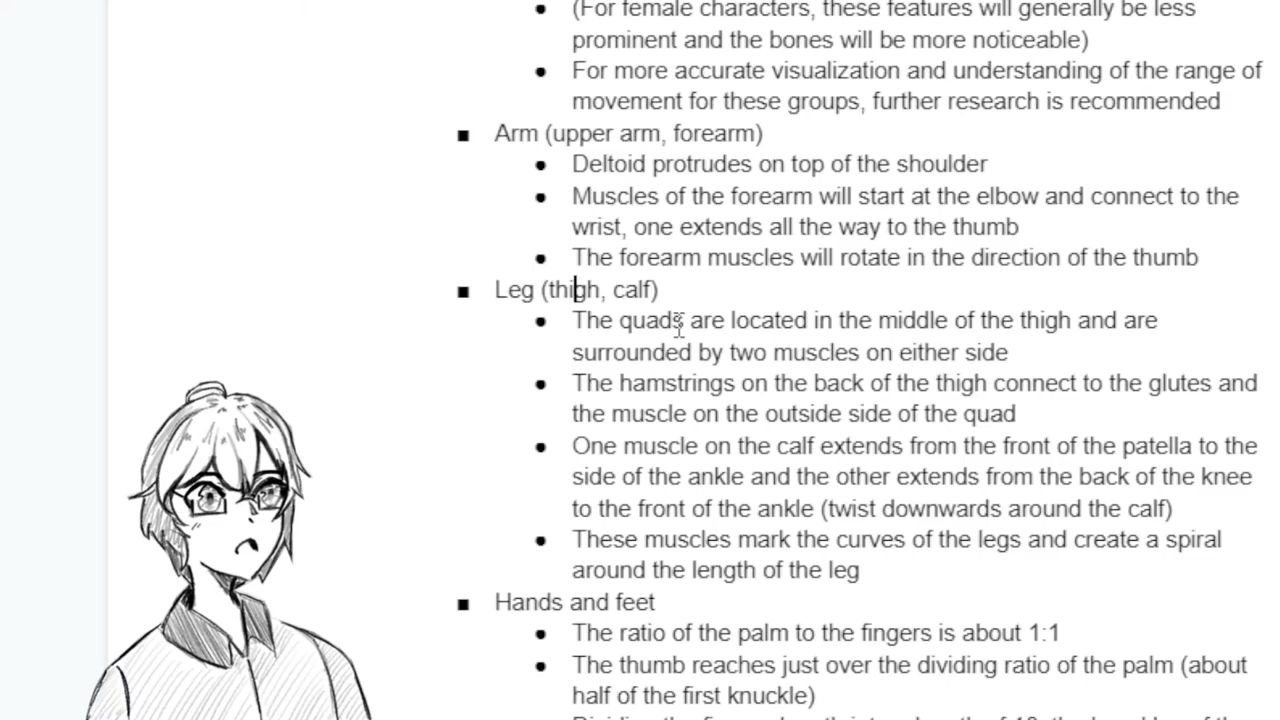 (For female characters, these features will generally be less
prominent and the bones will be more noticeable)
For more accurate visualization and understanding of the range of
movement for these groups, further research is recommended
Arm (upper arm, forearm)
Deltoid protrudes on top of the shoulder
Muscles of the forearm will start at the elbow and connect to the
wrist, one extends all the way to the thumb
The forearm muscles will rotate in the direction of the thumb
Leg (thigh, calf)
The quads are located in the middle of the thigh and are
surrounded by two muscles on either side
The hamstrings on the back of the thigh connect to the glutes and
the muscle on the outside side of the quad
One muscle on the calf extends from the front of the patella to the
side of the ankle and the other extends from the back of the knee
to the front of the ankle (twist downwards around the calf)
These muscles mark the curves of the legs and create a spiral
around the length of the leg
Hands and feet
The ratio of the palm to the fingers is about 1:1
The thumb reaches just over the dividing ratio of the palm (about
half of the first knuckle)